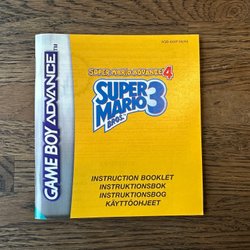 GAME BOY ADVANCE
SUPER MARIO ADVANCE 4
SUPER
MARIO 3
BROS.
INSTRUCTION BOOKLET
INSTRUKTIONSBOK
INSTRUKTIONSBOG
KÄYTTÖOHJEET